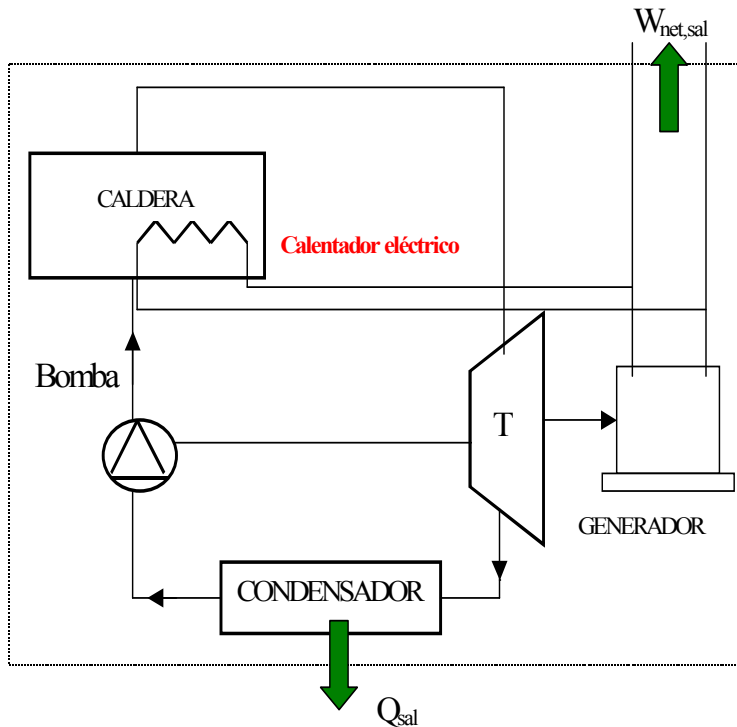 Wnet,sal
CALDERA
Calentador eléctrico
Bomba
T
GENERADOR
CONDENSADOR
Qsal